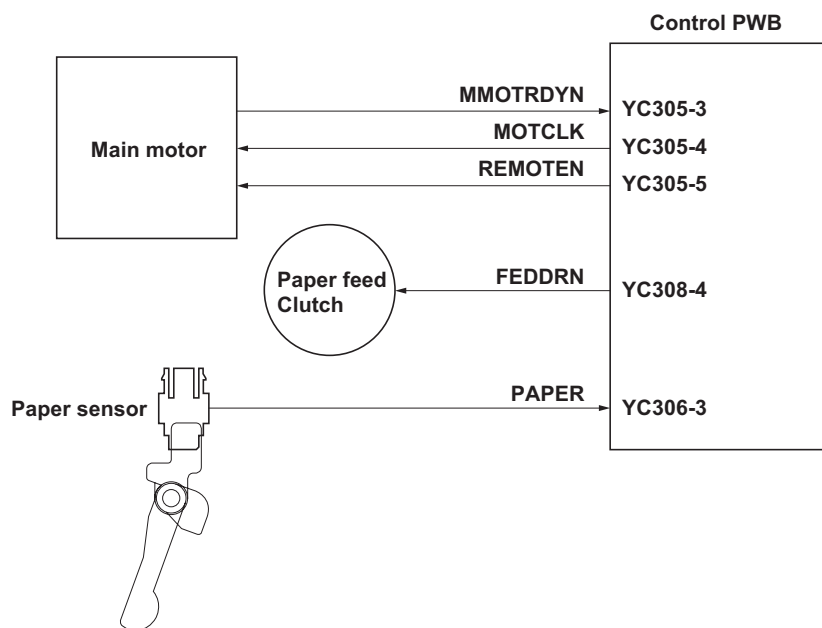 Control PWB
MMOTRDYN
YC305-3
Main motor
MOTCLK
YC305-4
REMOTEN
YC305-5
Paper feed
Clutch
FEDDRN
YC308-4
Paper sensor
PAPER
YC306-3